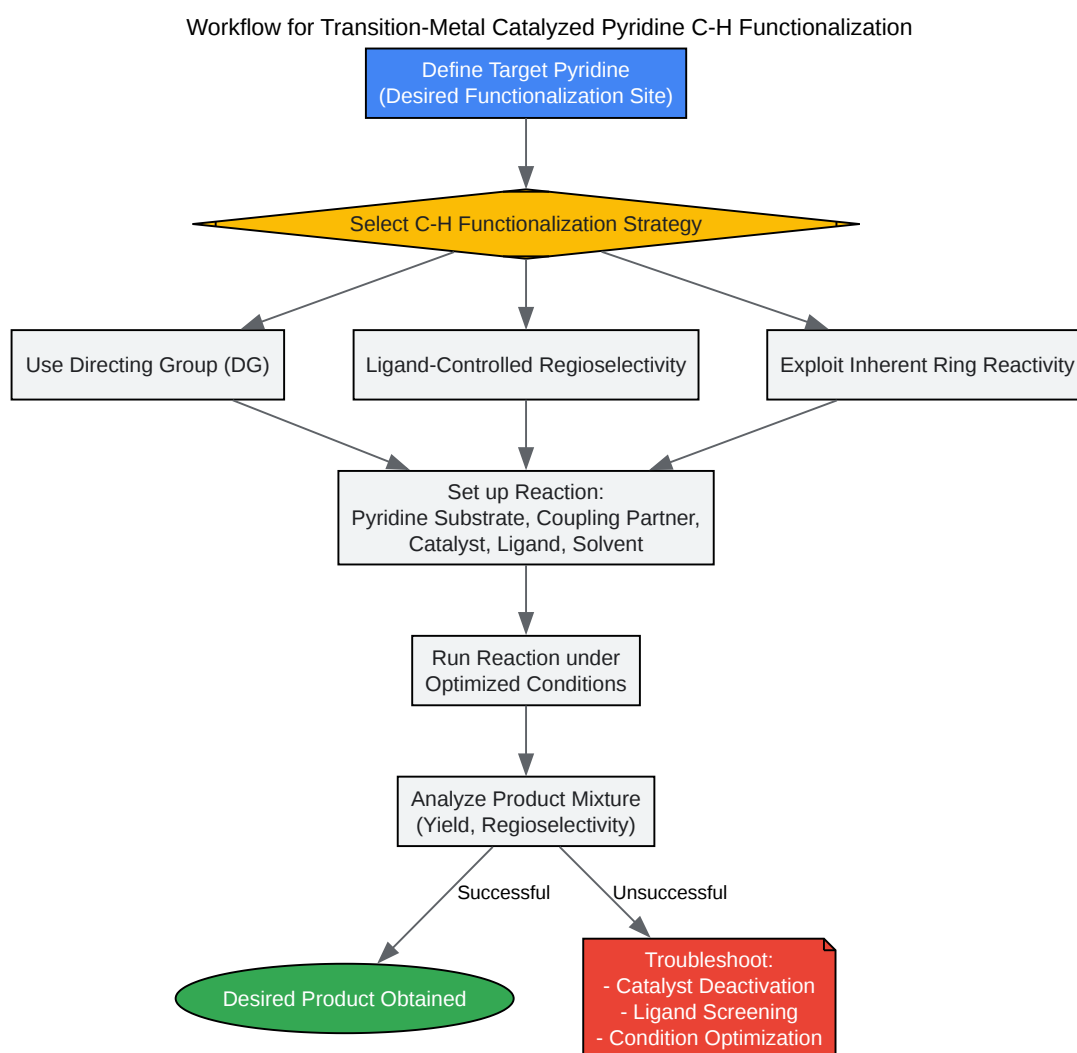 Workflow for Transition-Metal Catalyzed Pyridine C-H Functionalization
Define Target Pyridine
(Desired Functionalization Site)
Select C-H Functionalization Strategy
Use Directing Group (DG)
Ligand-Controlled Regioselectivity
Exploit Inherent Ring Reactivity
Set up Reaction:
Pyridine Substrate, Coupling Partner,
Catalyst, Ligand, Solvent
Run Reaction under
Optimized Conditions
Analyze Product Mixture
(Yield, Regioselectivity)
Successful
Unsuccessful
Desired Product Obtained
Troubleshoot:
- Catalyst Deactivation
- Ligand Screening
- Condition Optimization